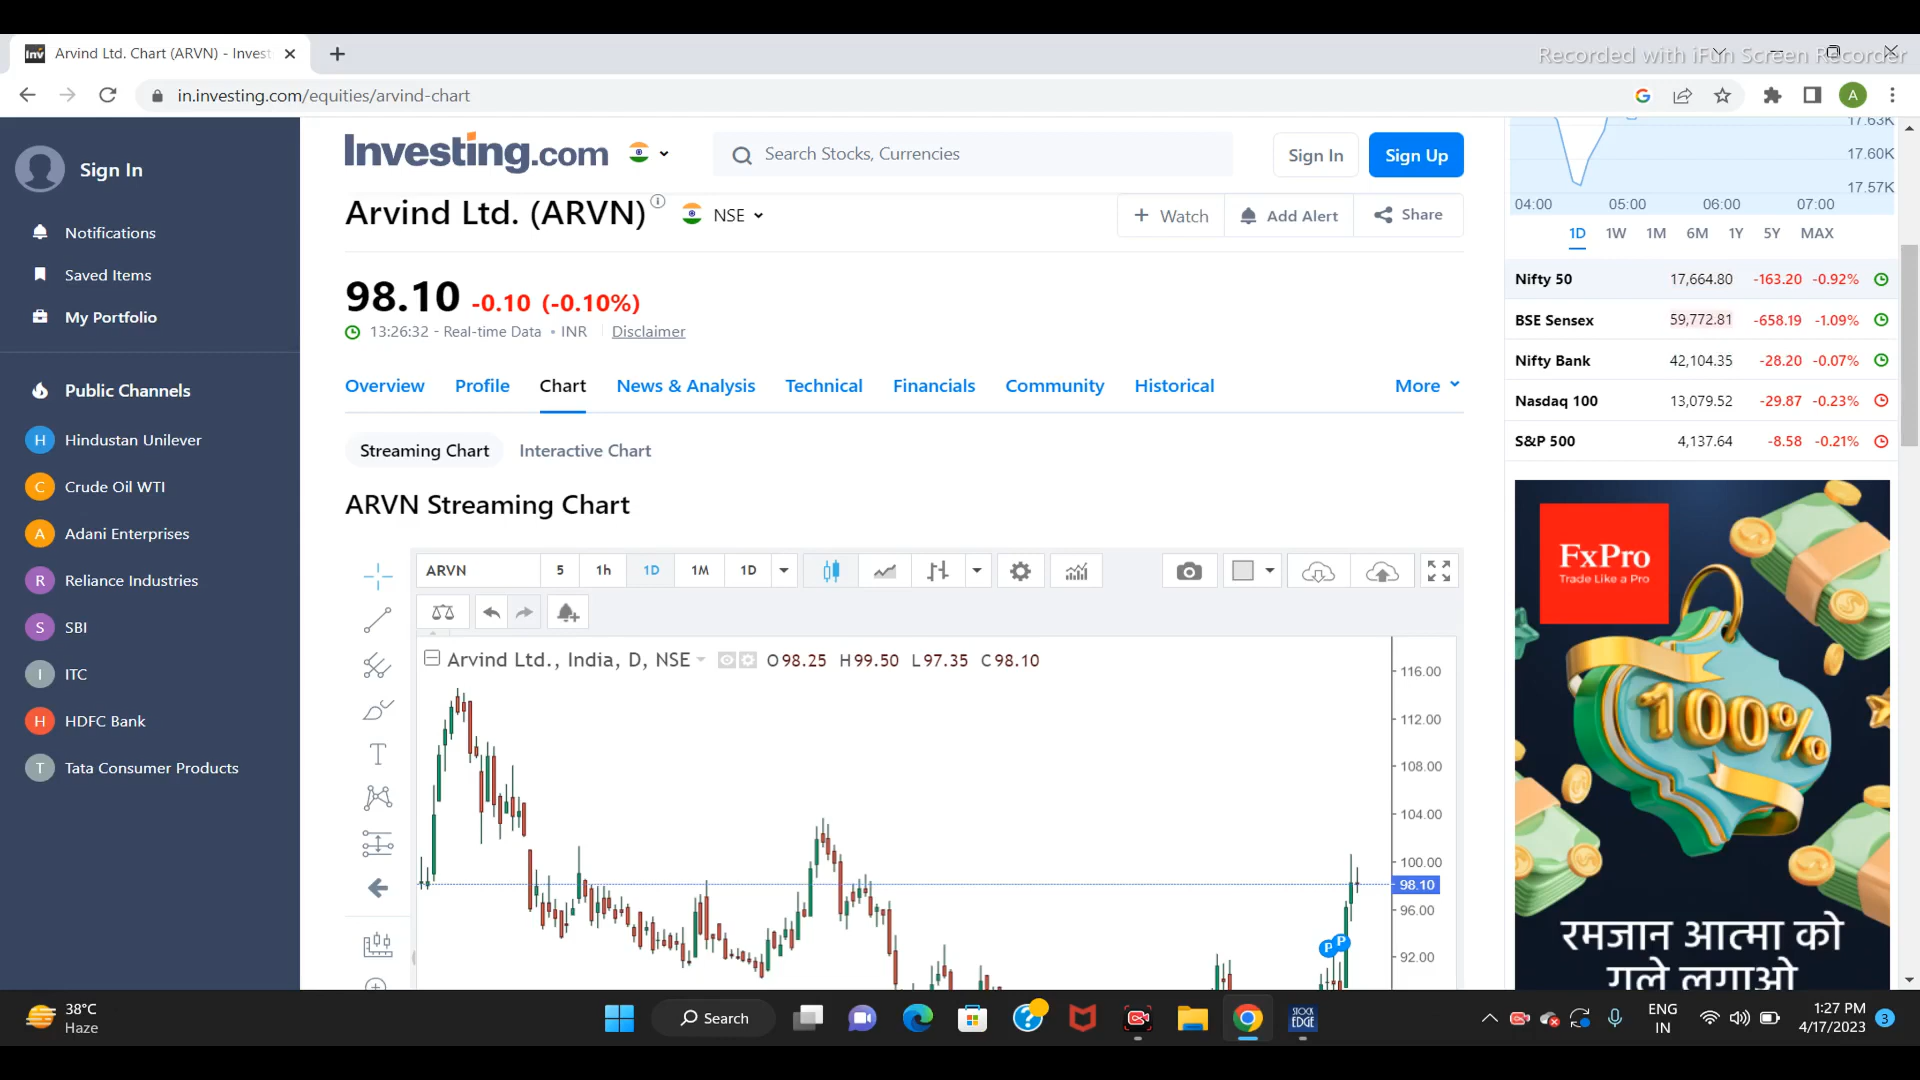 Arvind Ltd. Chart (ARVN) - Invest
Recorded with iFun Screen Recorder
in.investing.com/equities/arvind-chart
A
Sign In
Notifications
Saved Items
My Portfolio
Public Channels
H Hindustan Unilever
C Crude Oil WTI
A Adani Enterprises
R Reliance Industries
S SBI
I ITC
H HDFC Bank
T Tata Consumer Products
Investing.com
Search Stocks, Currencies
Sign In
Sign Up
Arvind Ltd. (ARVN)
NSE
+ Watch
Add Alert
Share
98.10 -0.10 (-0.10%)
13:26:32 - Real-time Data • INR Disclaimer
Overview Profile Chart News & Analysis Technical Financials Community Historical More
Streaming Chart Interactive Chart
ARVN Streaming Chart
ARVN 5 1h 1D 1M 1D
Arvind Ltd., India, D, NSE O98.25 H99.50 L97.35 C98.10
116.00
112.00
108.00
104.00
100.00
98.10
96.00
92.00
P P
17.63K
17.60K
17.57K
04:00 05:00 06:00 07:00
1D 1W 1M 6M 1Y 5Y MAX
Nifty 50 17,664.80 -163.20 -0.92%
BSE Sensex 59,772.81 -658.19 -1.09%
Nifty Bank 42,104.35 -28.20 -0.07%
Nasdaq 100 13,079.52 -29.87 -0.23%
S&P 500 4,137.64 -8.58 -0.21%
FxPro
Trade Like a Pro
100%
रमजान आत्मा को
गले लगाओ
38°C
Haze
Search
STOCK
EDGE
ENG
IN
1:27 PM
4/17/2023
3